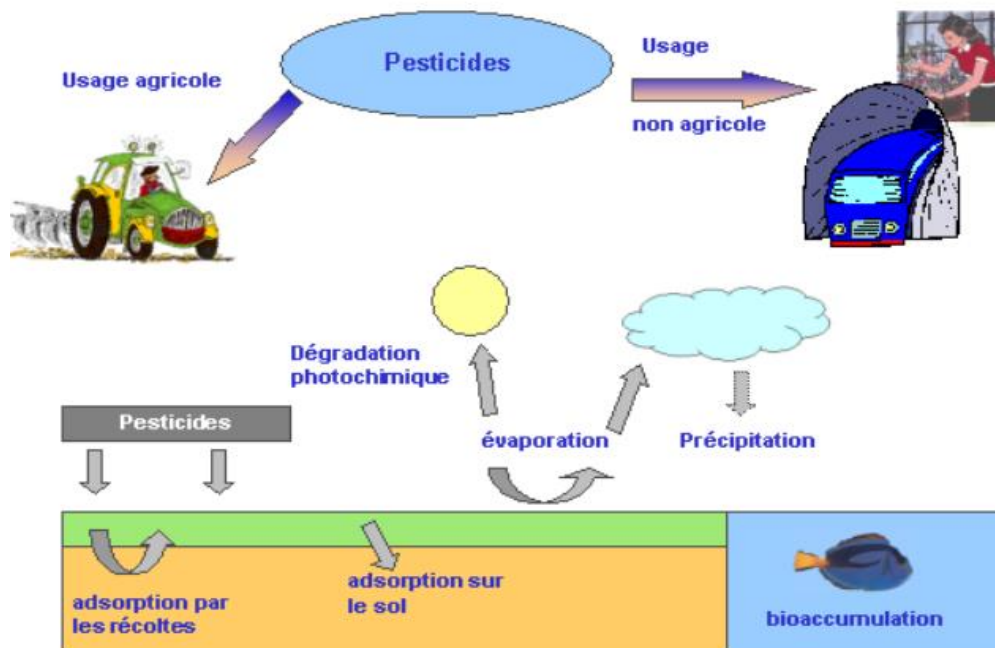 Pesticides
Usage
non agricole
Usage agricole
Dégradation
photochimique
Pesticides
évaporation
Précipitation
adsorption par
les récoltes
adsorption sur
le sol
bioaccumulation